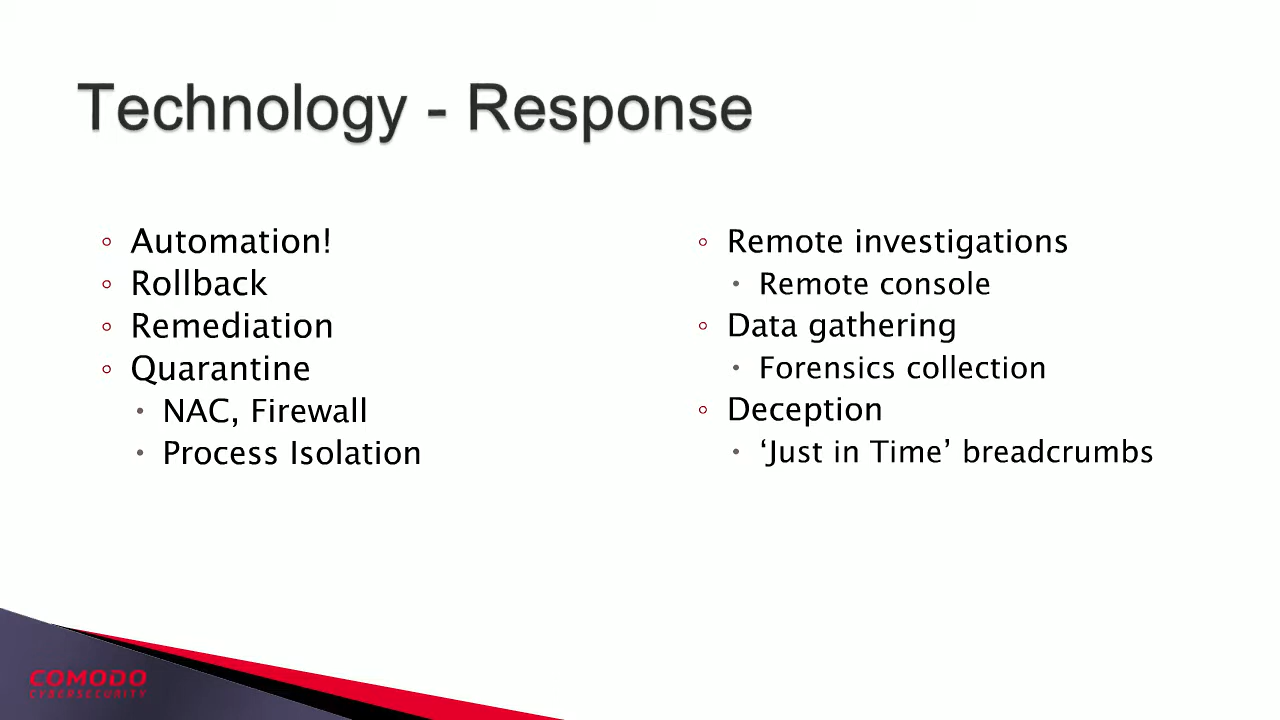 Technology - Response
Automation!
Rollback
Remediation
Quarantine
NAC, Firewall
Process Isolation
Remote investigations
Remote console
Data gathering
Forensics collection
Deception
‘Just in Time’ breadcrumbs
COMODO
CYBERSECURITY